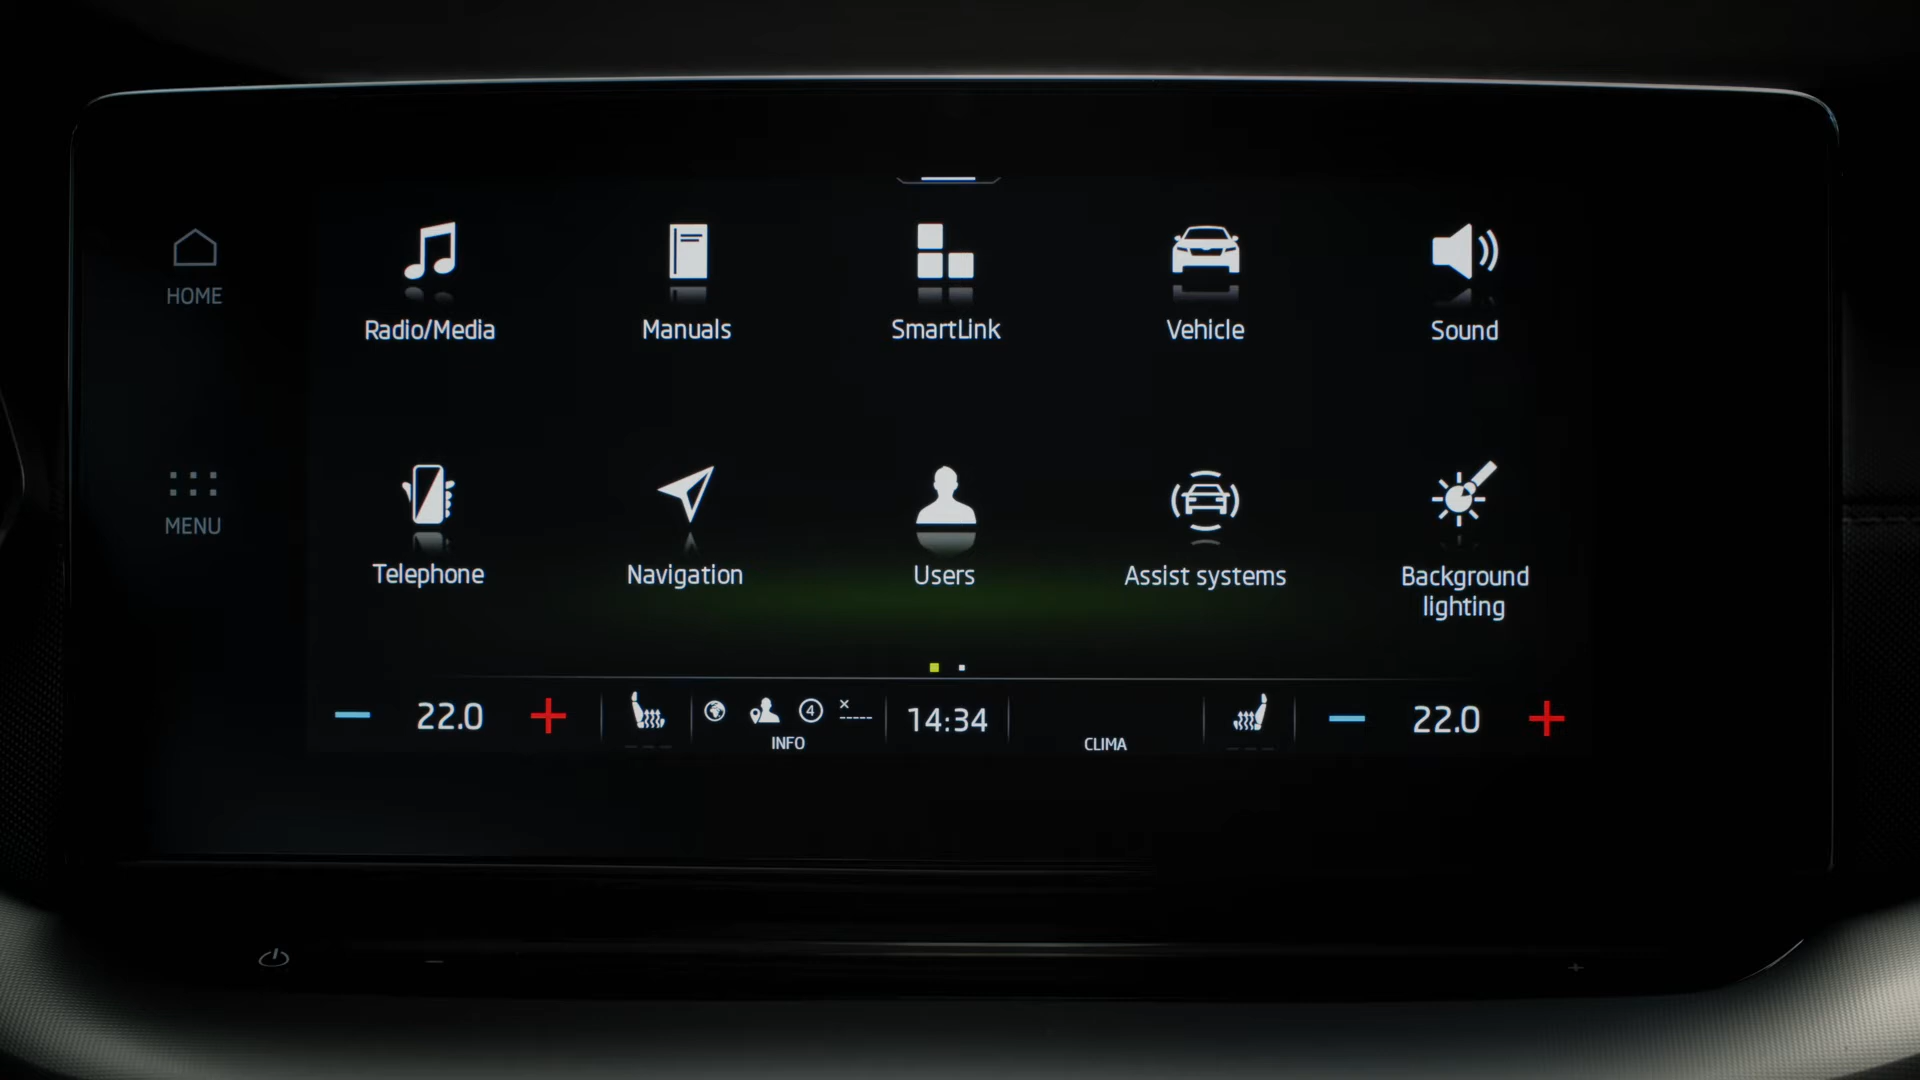 HOME
Radio/Media
Manuals
SmartLink
Vehicle
Sound
MENU
Telephone
Navigation
Users
Assist systems
Background
lighting
22.0
4
INFO
14:34
CLIMA
22.0